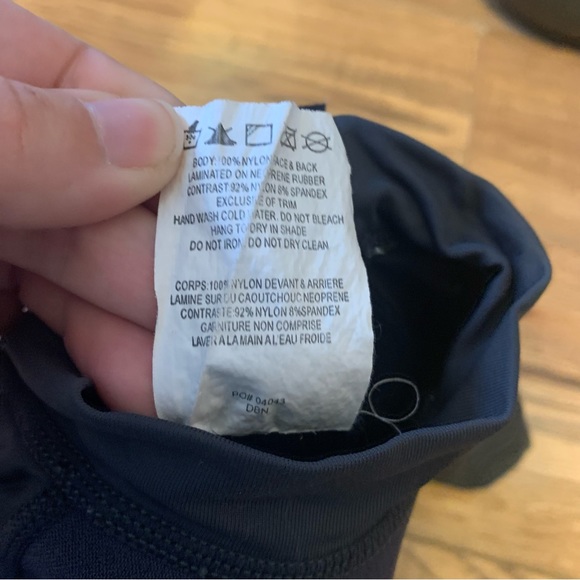 BODY:100%NYLON FACE & BACK
LAMINATED ON NEOPRENE RUBBER
CONTRAST:92% NYLON 8% SPANDEX
EXCLUSIVE OF TRIM
HAND WASH COLD WATER. DO NOT BLEACH
HANG TO DRY IN SHADE
DO NOT IRON. DO NOT DRY CLEAN
CORPS:100% NYLON DEVANT & ARRIERE
LAMINE SUR DU CAOUTCHOUC NEOPRENE
CONTRASTE 92% NYLON 8%SPANDEX
GARNITURE NON COMPRISE
LAVER A LA MAIN AL EAU FROIDE
PO# 04043
DBN